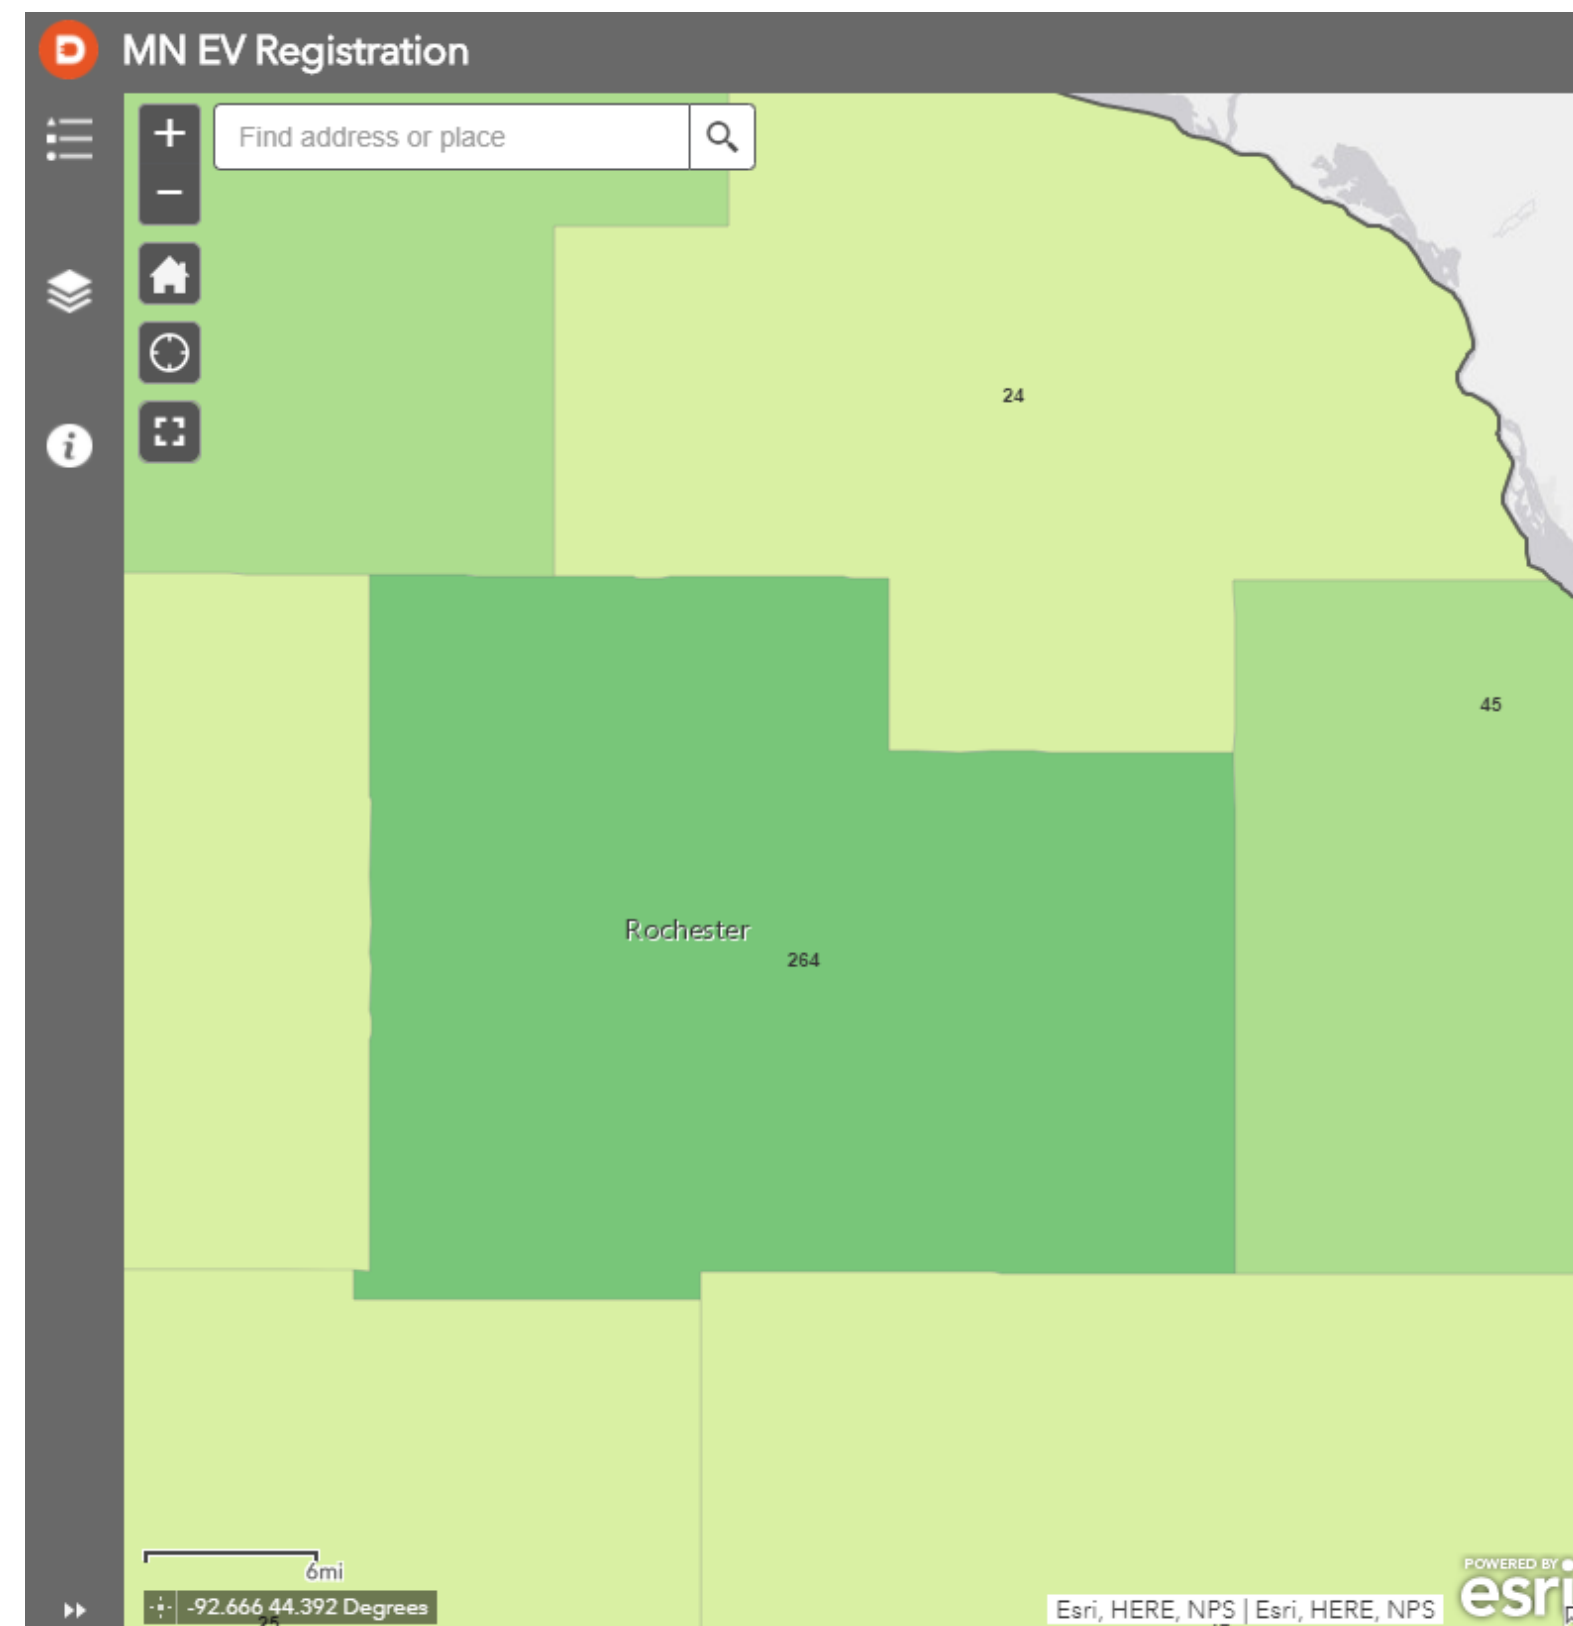 MN EV Registration
+
Find address or place
−
24
45
Rochester
264
6mi
-92.666 44.392 Degrees
25
Esri, HERE, NPS | Esri, HERE, NPS
POWERED BY
esri